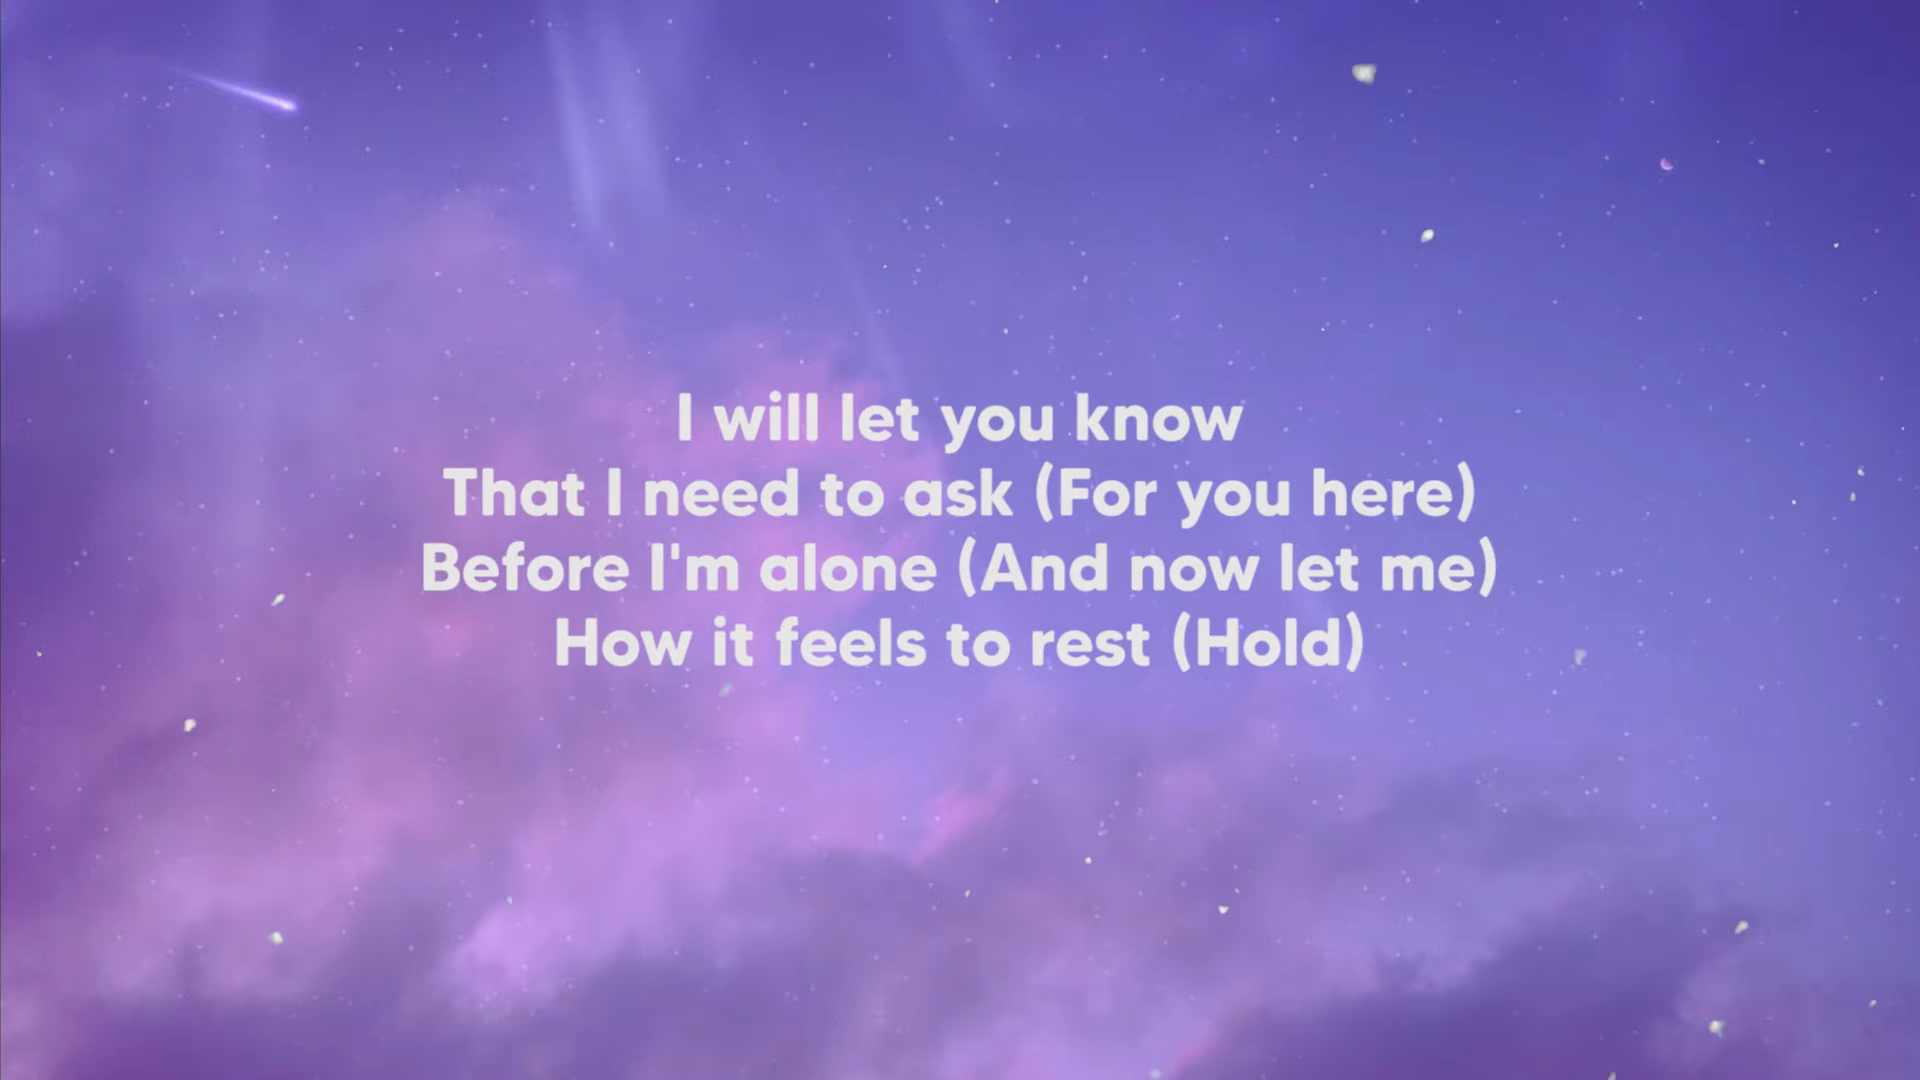 I will let you know
That I need to ask (For you here)
Before I'm alone (And now let me)
How it feels to rest (Hold)